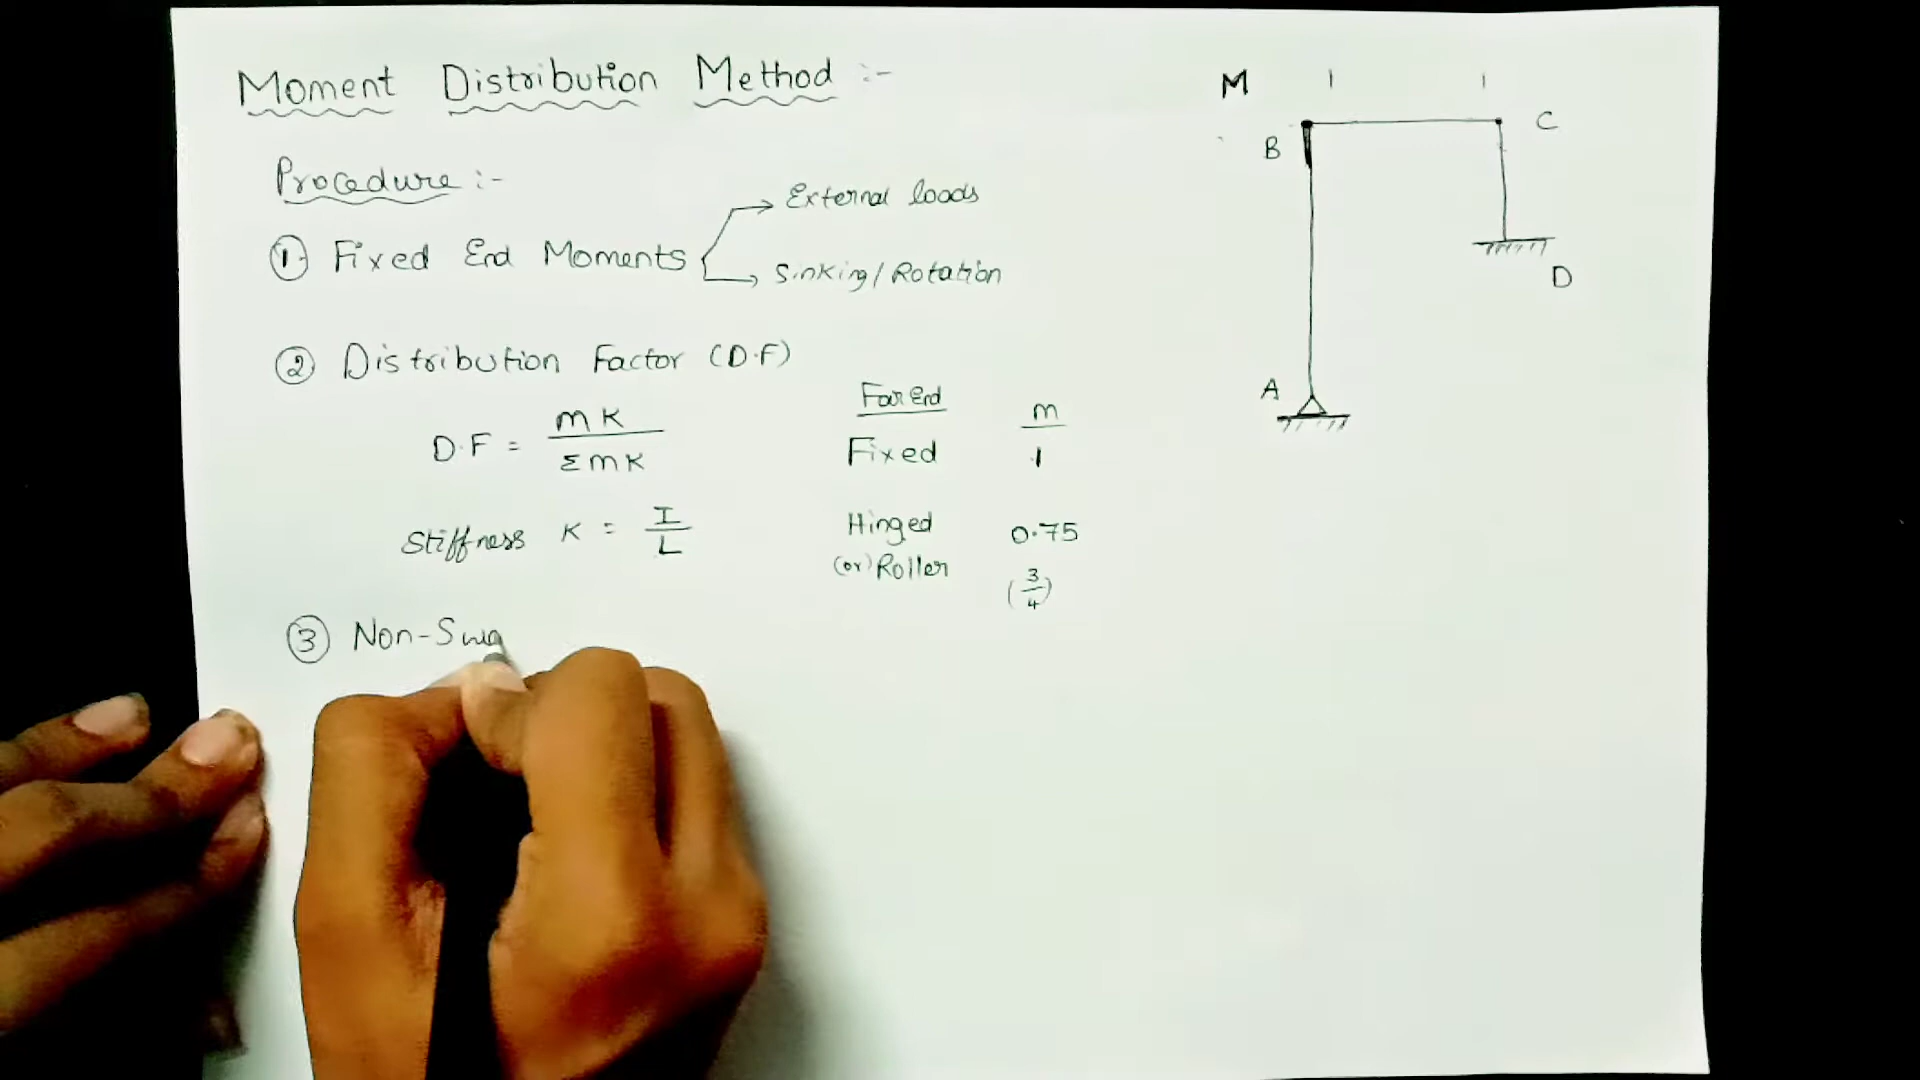 Moment Distribution Method :-
Procedure :-
① Fixed End Moments
External loads
Sinking/Rotation
② Distribution Factor (D.F)
D.F = mK / ΣmK
Stiffness K = I / L
Far End m
Fixed 1
Hinged 0.75
(or) Roller (3/4)
③ Non-Swa
M
B
C
D
A